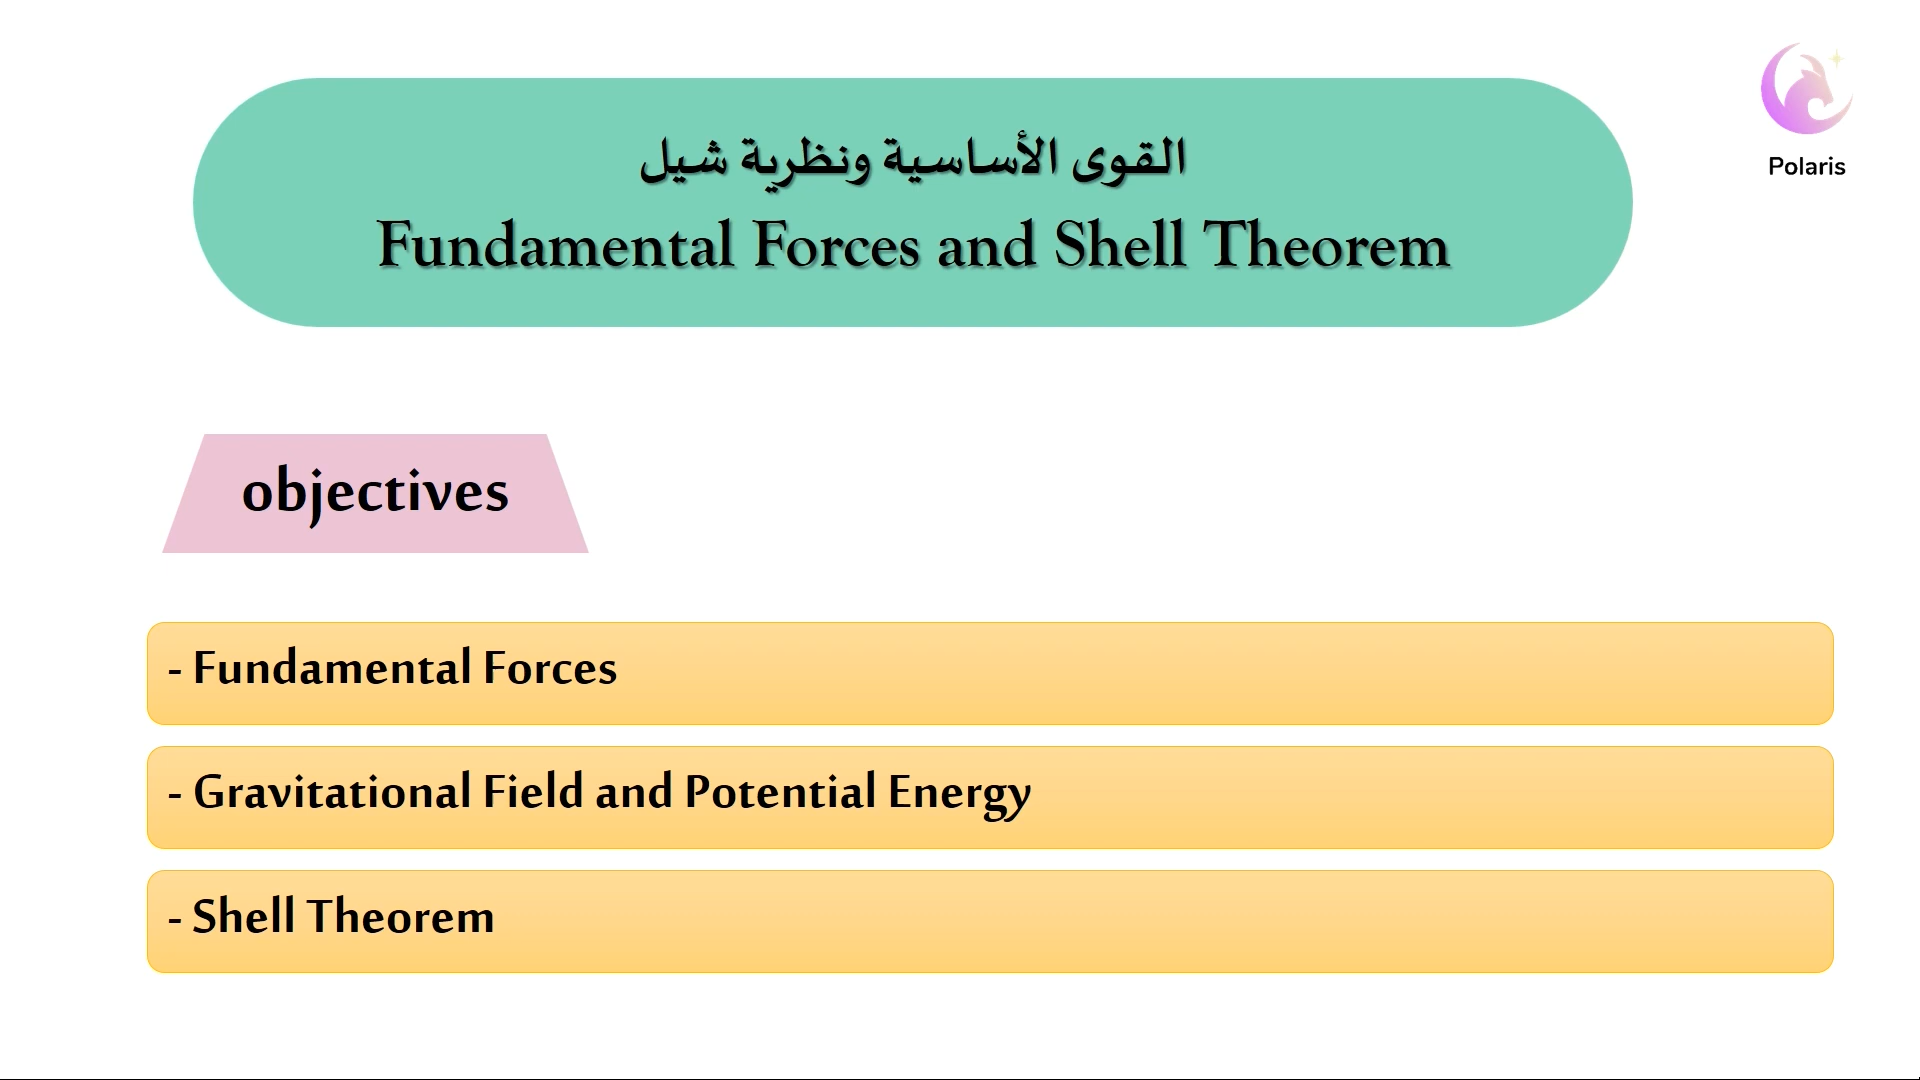 القوى الأساسية ونظرية شيل
Fundamental Forces and Shell Theorem
Polaris
objectives
- Fundamental Forces
- Gravitational Field and Potential Energy
- Shell Theorem